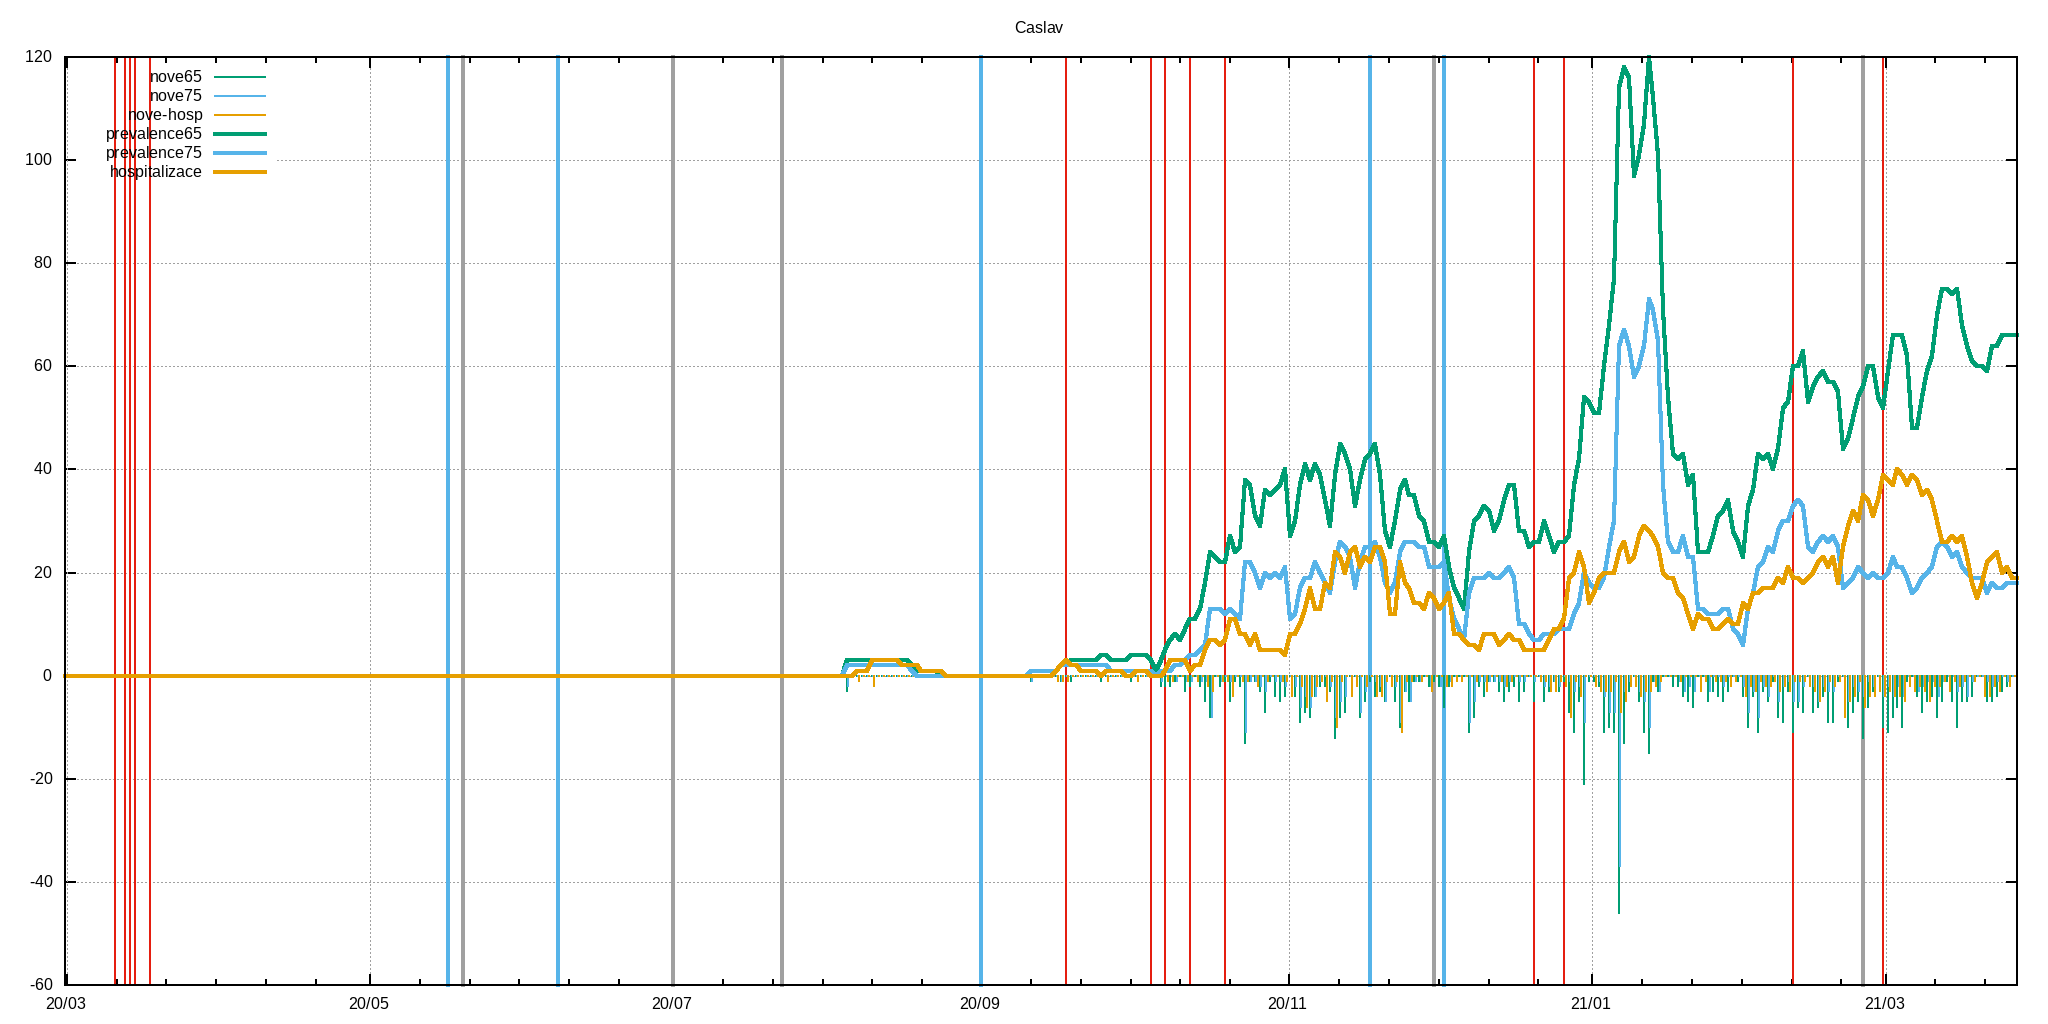 Caslav
120
nove65
nove75
nove-hosp
prevalence65
prevalence75
hospitalizace
100
80
60
40
20
0
-20
-40
-60
20/03 20/05 20/07 20/09 20/11 21/01 21/03